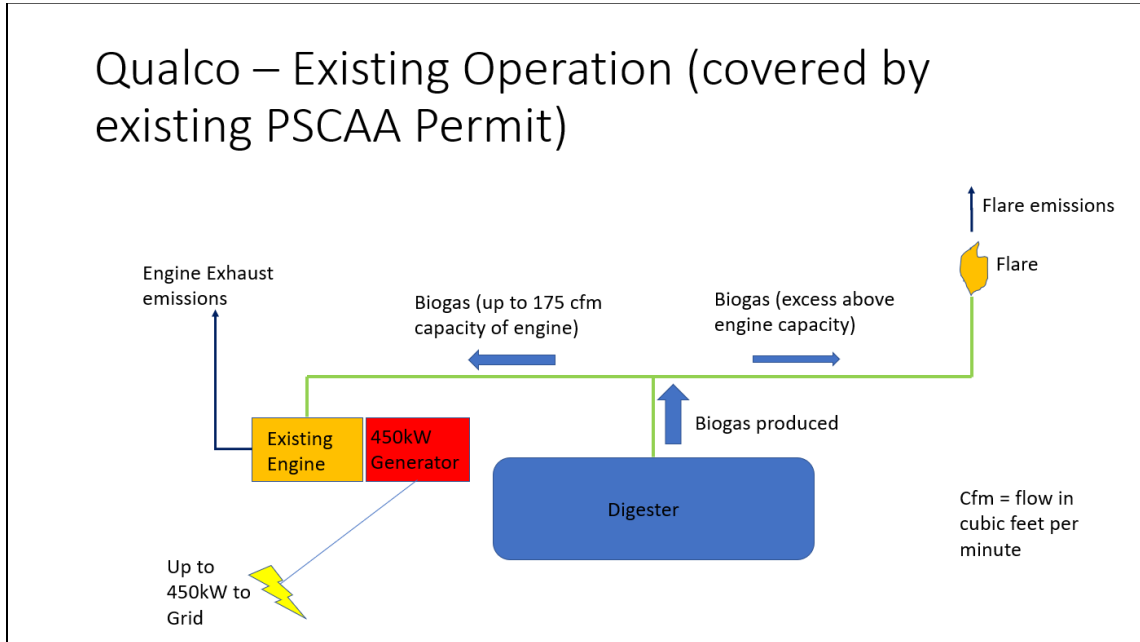 Qualco – Existing Operation (covered by
existing PSCAA Permit)
Flare emissions
Flare
Engine Exhaust
emissions
Biogas (up to 175 cfm
capacity of engine)
Biogas (excess above
engine capacity)
Biogas produced
Existing
Engine
450kW
Generator
Digester
Cfm = flow in
cubic feet per
minute
Up to
450kW to
Grid